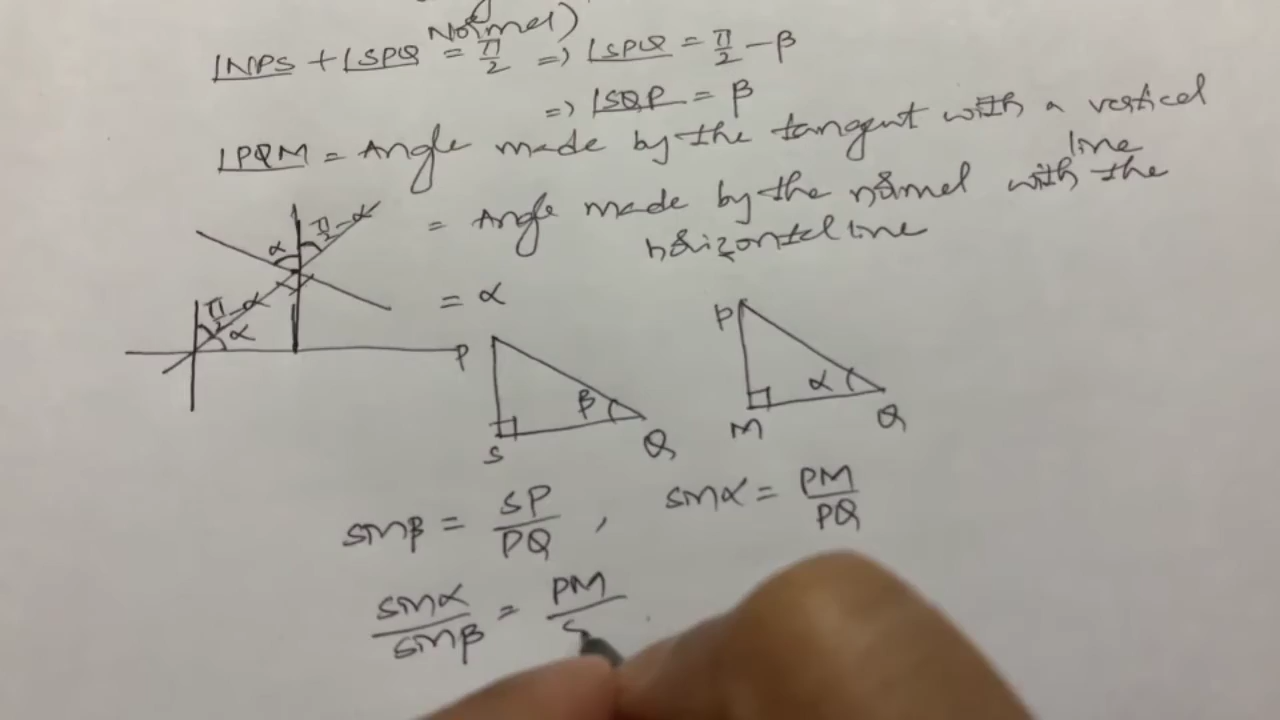 Normal)
∠NPS + ∠SPQ = π/2 ⇒ ∠SPQ = π/2 − β
⇒ ∠SQP = β
∠PQM = Angle made by the tangent with a vertical
line
= Angle made by the normal with the
horizontal line
= α
α π/2−α
π/2−α α
P β S Q
P α M Q
sinβ = SP/PQ , sinα = PM/PQ
sinα/sinβ = PM/S